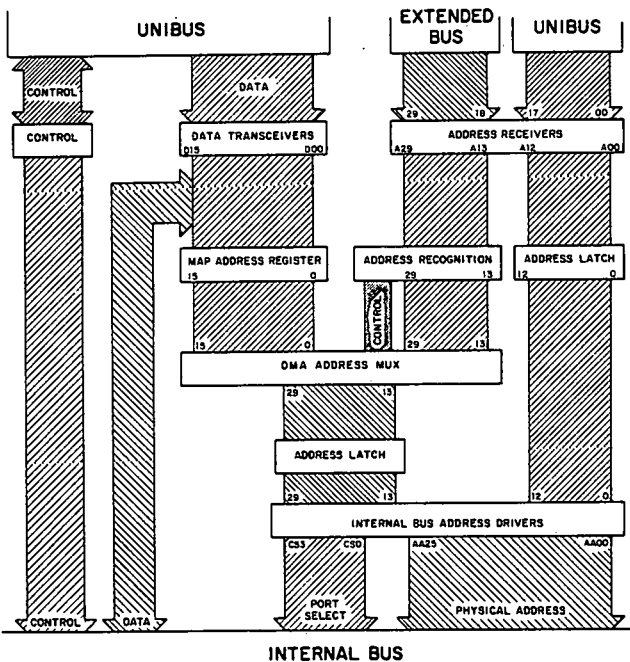 UNIBUS
EXTENDED
BUS
UNIBUS
CONTROL
DATA
29 18 17 00
CONTROL
DATA TRANSCEIVERS
D15 D00
ADDRESS RECEIVERS
A29 A13 A12 A00
MAP ADDRESS REGISTER
15 0
ADDRESS RECOGNITION
29 13
ADDRESS LATCH
12 0
CONTROL
15 0 29 13
DMA ADDRESS MUX
29 13
ADDRESS LATCH
29 13 12 0
INTERNAL BUS ADDRESS DRIVERS
CS3 CS0 AA25 AA00
PORT
SELECT
PHYSICAL ADDRESS
CONTROL
DATA
INTERNAL BUS